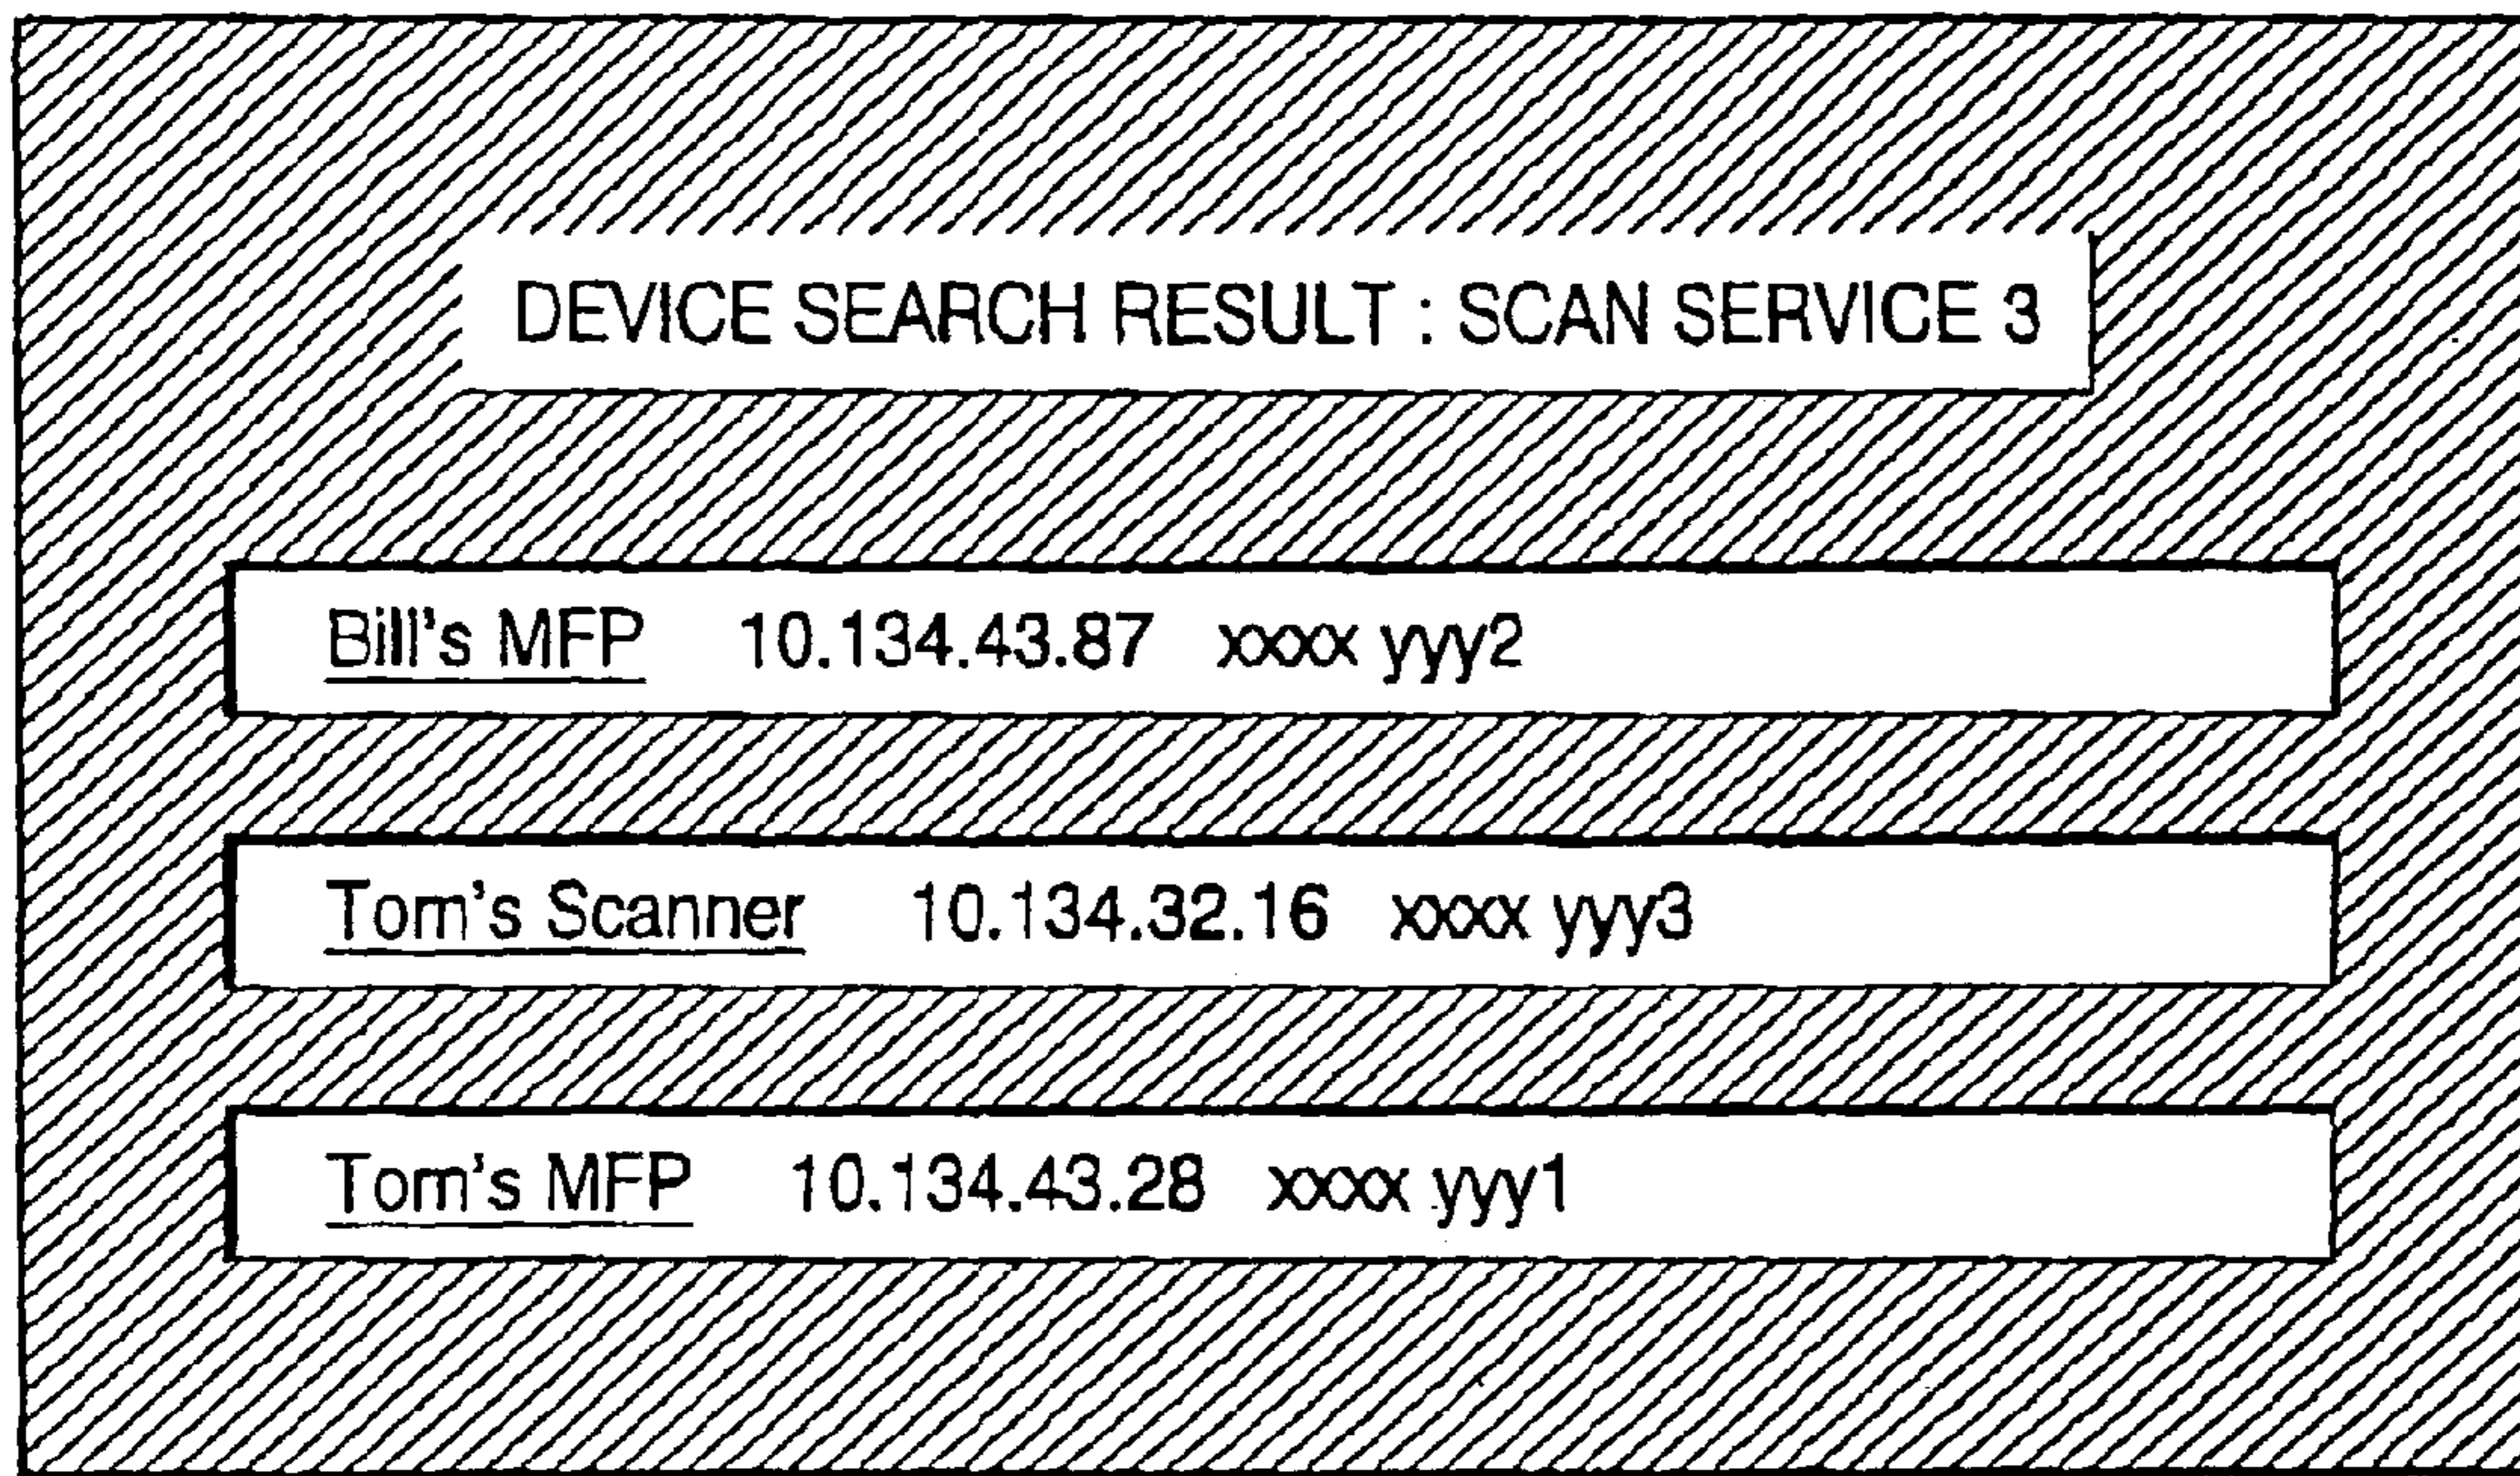 DEVICE SEARCH RESULT : SCAN SERVICE 3
Bill's MFP 10.134.43.87 xxxx yyy2
Tom's Scanner 10.134.32.16 xxxx yyy3
Tom's MFP 10.134.43.28 xxxx yyy1